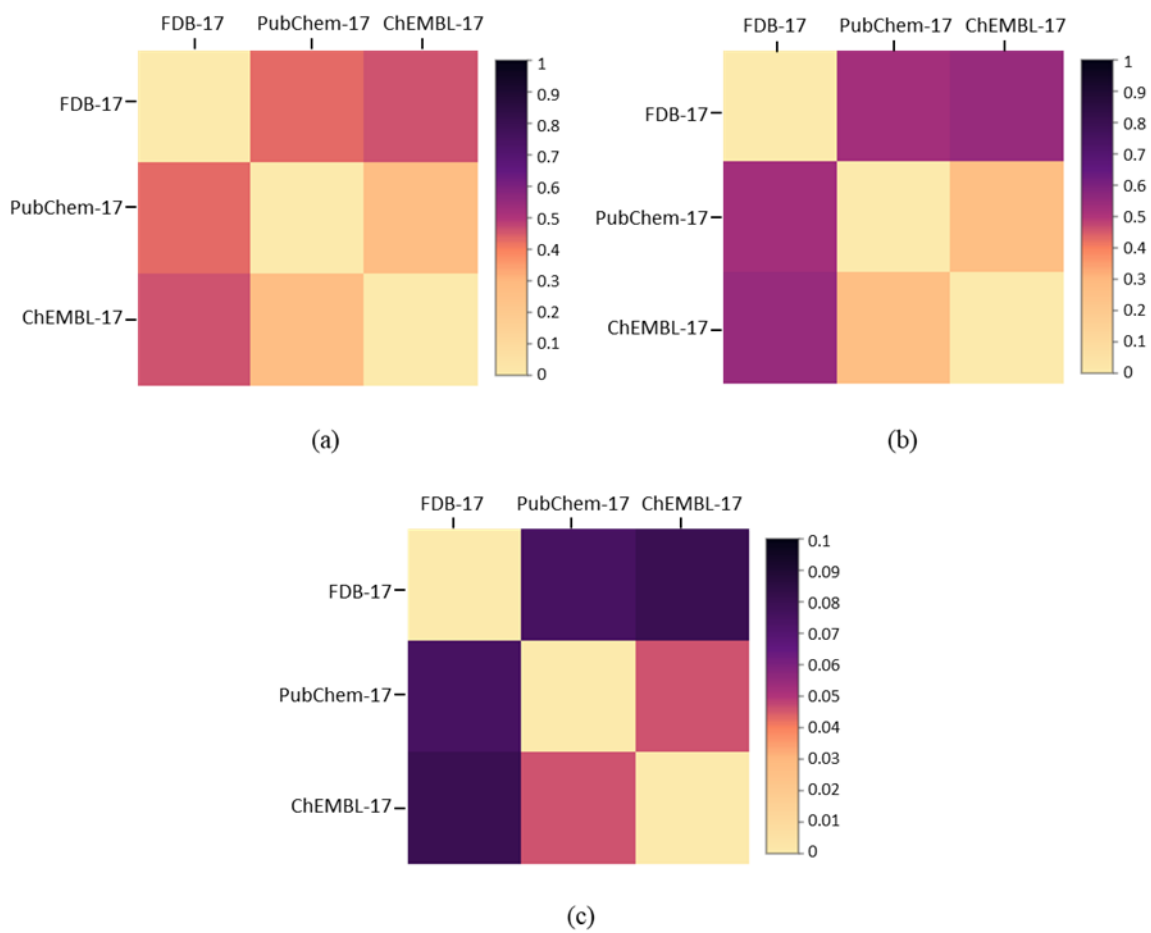 FDB-17 PubChem-17 ChEMBL-17
FDB-17
PubChem-17
ChEMBL-17
1
0.9
0.8
0.7
0.6
0.5
0.4
0.3
0.2
0.1
0
(a)
FDB-17 PubChem-17 ChEMBL-17
FDB-17
PubChem-17
ChEMBL-17
1
0.9
0.8
0.7
0.6
0.5
0.4
0.3
0.2
0.1
0
(b)
FDB-17 PubChem-17 ChEMBL-17
FDB-17
PubChem-17
ChEMBL-17
0.1
0.09
0.08
0.07
0.06
0.05
0.04
0.03
0.02
0.01
0
(c)